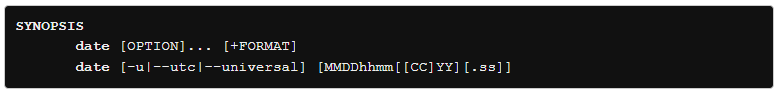 SYNOPSIS
date [OPTION]... [+FORMAT]
date [-u|--utc|--universal] [MMDDhhmm[[CC]YY][.ss]]